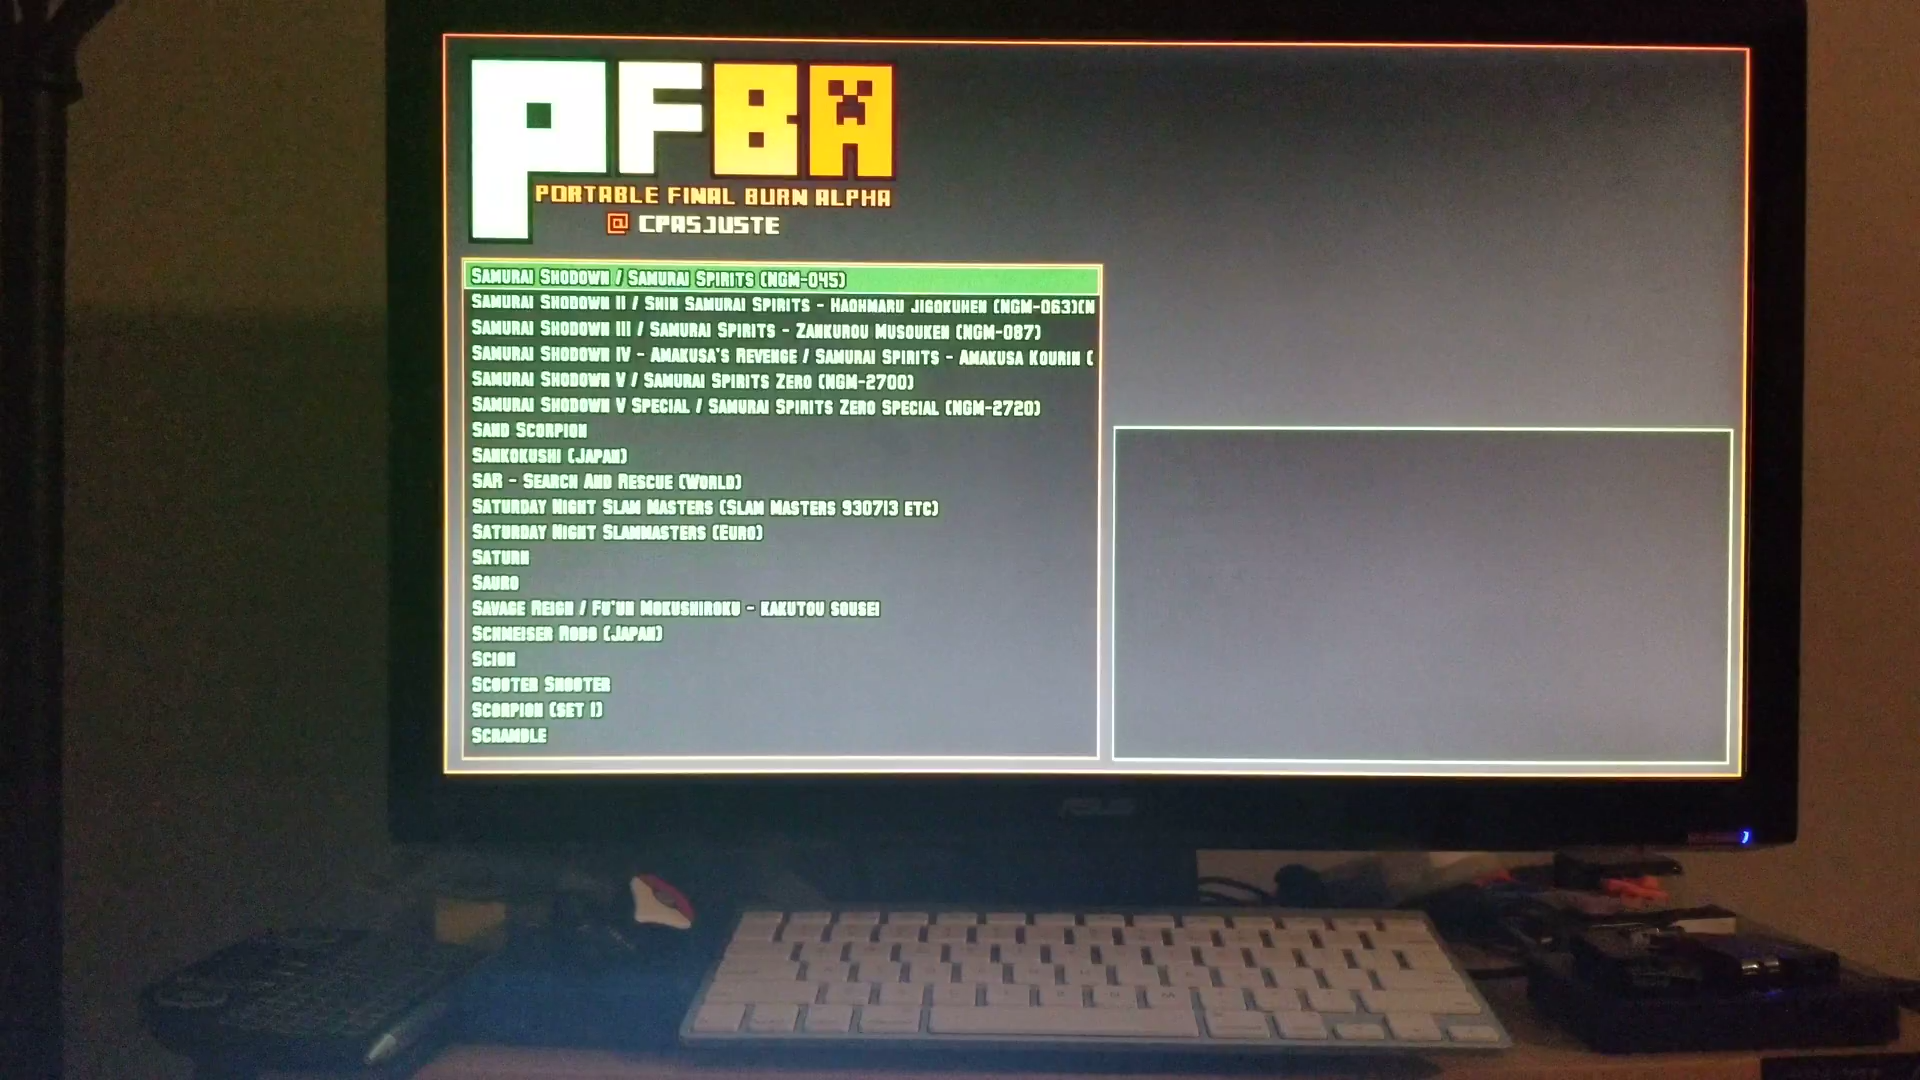 PFBA
PORTABLE FINAL BURN ALPHA
@ CPASJUSTE
SAMURAI SHODOWN / SAMURAI SPIRITS (NGM-045)
SAMURAI SHODOWN II / SHIN SAMURAI SPIRITS - HAOHMARU JIGOKUHEN (NGM-063)(N
SAMURAI SHODOWN III / SAMURAI SPIRITS - ZANKUROU MUSOUKEN (NGM-087)
SAMURAI SHODOWN IV - AMAKUSA'S REVENGE / SAMURAI SPIRITS - AMAKUSA KOURIN (
SAMURAI SHODOWN V / SAMURAI SPIRITS ZERO (NGM-2700)
SAMURAI SHODOWN V SPECIAL / SAMURAI SPIRITS ZERO SPECIAL (NGM-2720)
SAND SCORPION
SANKOKUSHI (JAPAN)
SAR - SEARCH AND RESCUE (WORLD)
SATURDAY NIGHT SLAM MASTERS (SLAM MASTERS 930713 ETC)
SATURDAY NIGHT SLAMMASTERS (EURO)
SATURN
SAURO
SAVAGE REIGN / FU'UN MOKUSHIROKU - KAKUTOU SOUSEI
SCHMEISER ROBO (JAPAN)
SCION
SCOOTER SHOOTER
SCORPION (SET 1)
SCRAMBLE
ASUS